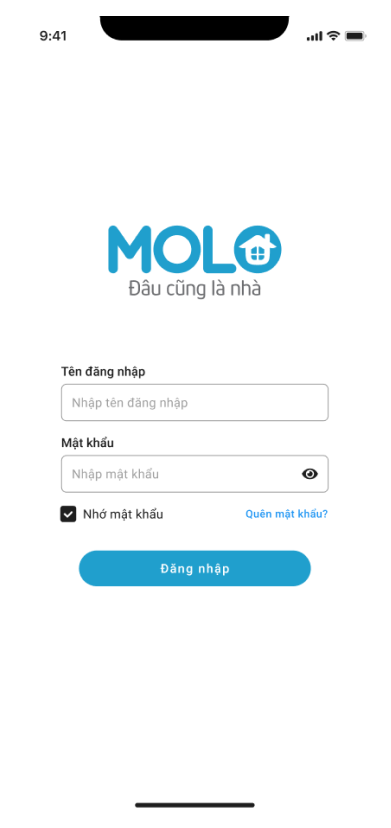 9:41
MOLO
Đâu cũng là nhà
Tên đăng nhập
Nhập tên đăng nhập
Mật khẩu
Nhập mật khẩu
Nhớ mật khẩu Quên mật khẩu?
Đăng nhập